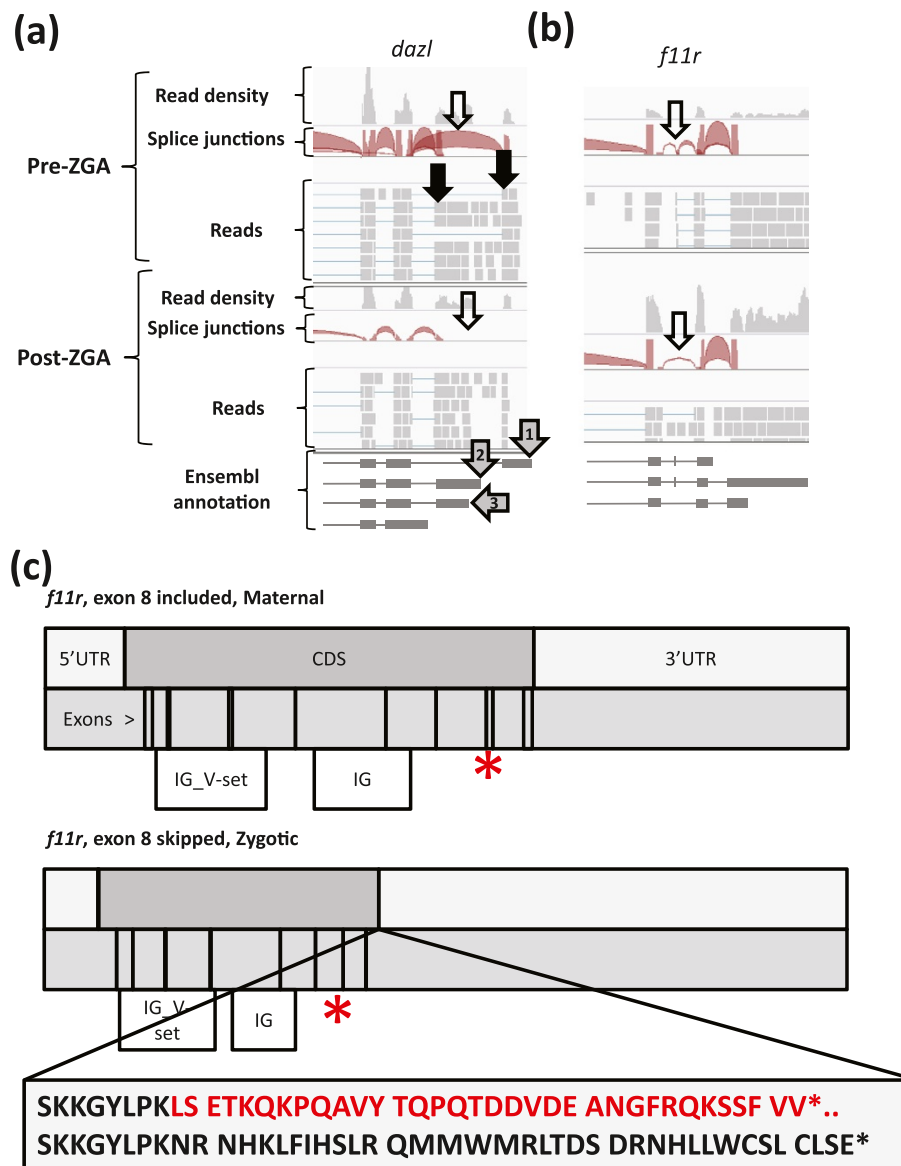 (a)
dazl
(b)
f11r
Pre-ZGA
Read density
Splice junctions
Reads
Post-ZGA
Read density
Splice junctions
Reads
Ensembl
annotation
1
2
3
(c)
f11r, exon 8 included, Maternal
5'UTR
CDS
3'UTR
Exons >
IG_V-set
IG
*
f11r, exon 8 skipped, Zygotic
IG_V-
set
IG
*
SKKGYLPKLS ETKQKPQAVY TQPQTDDVDE ANGFRQKSSF VV*..
SKKGYLPKNR NHKLFIHSLR QMMWMRLTDS DRNHLLWCSL CLSE*